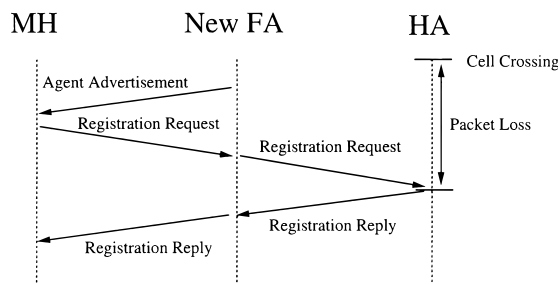 MH
New FA
HA
Cell Crossing
Agent Advertisement
Registration Request
Packet Loss
Registration Request
Registration Reply
Registration Reply